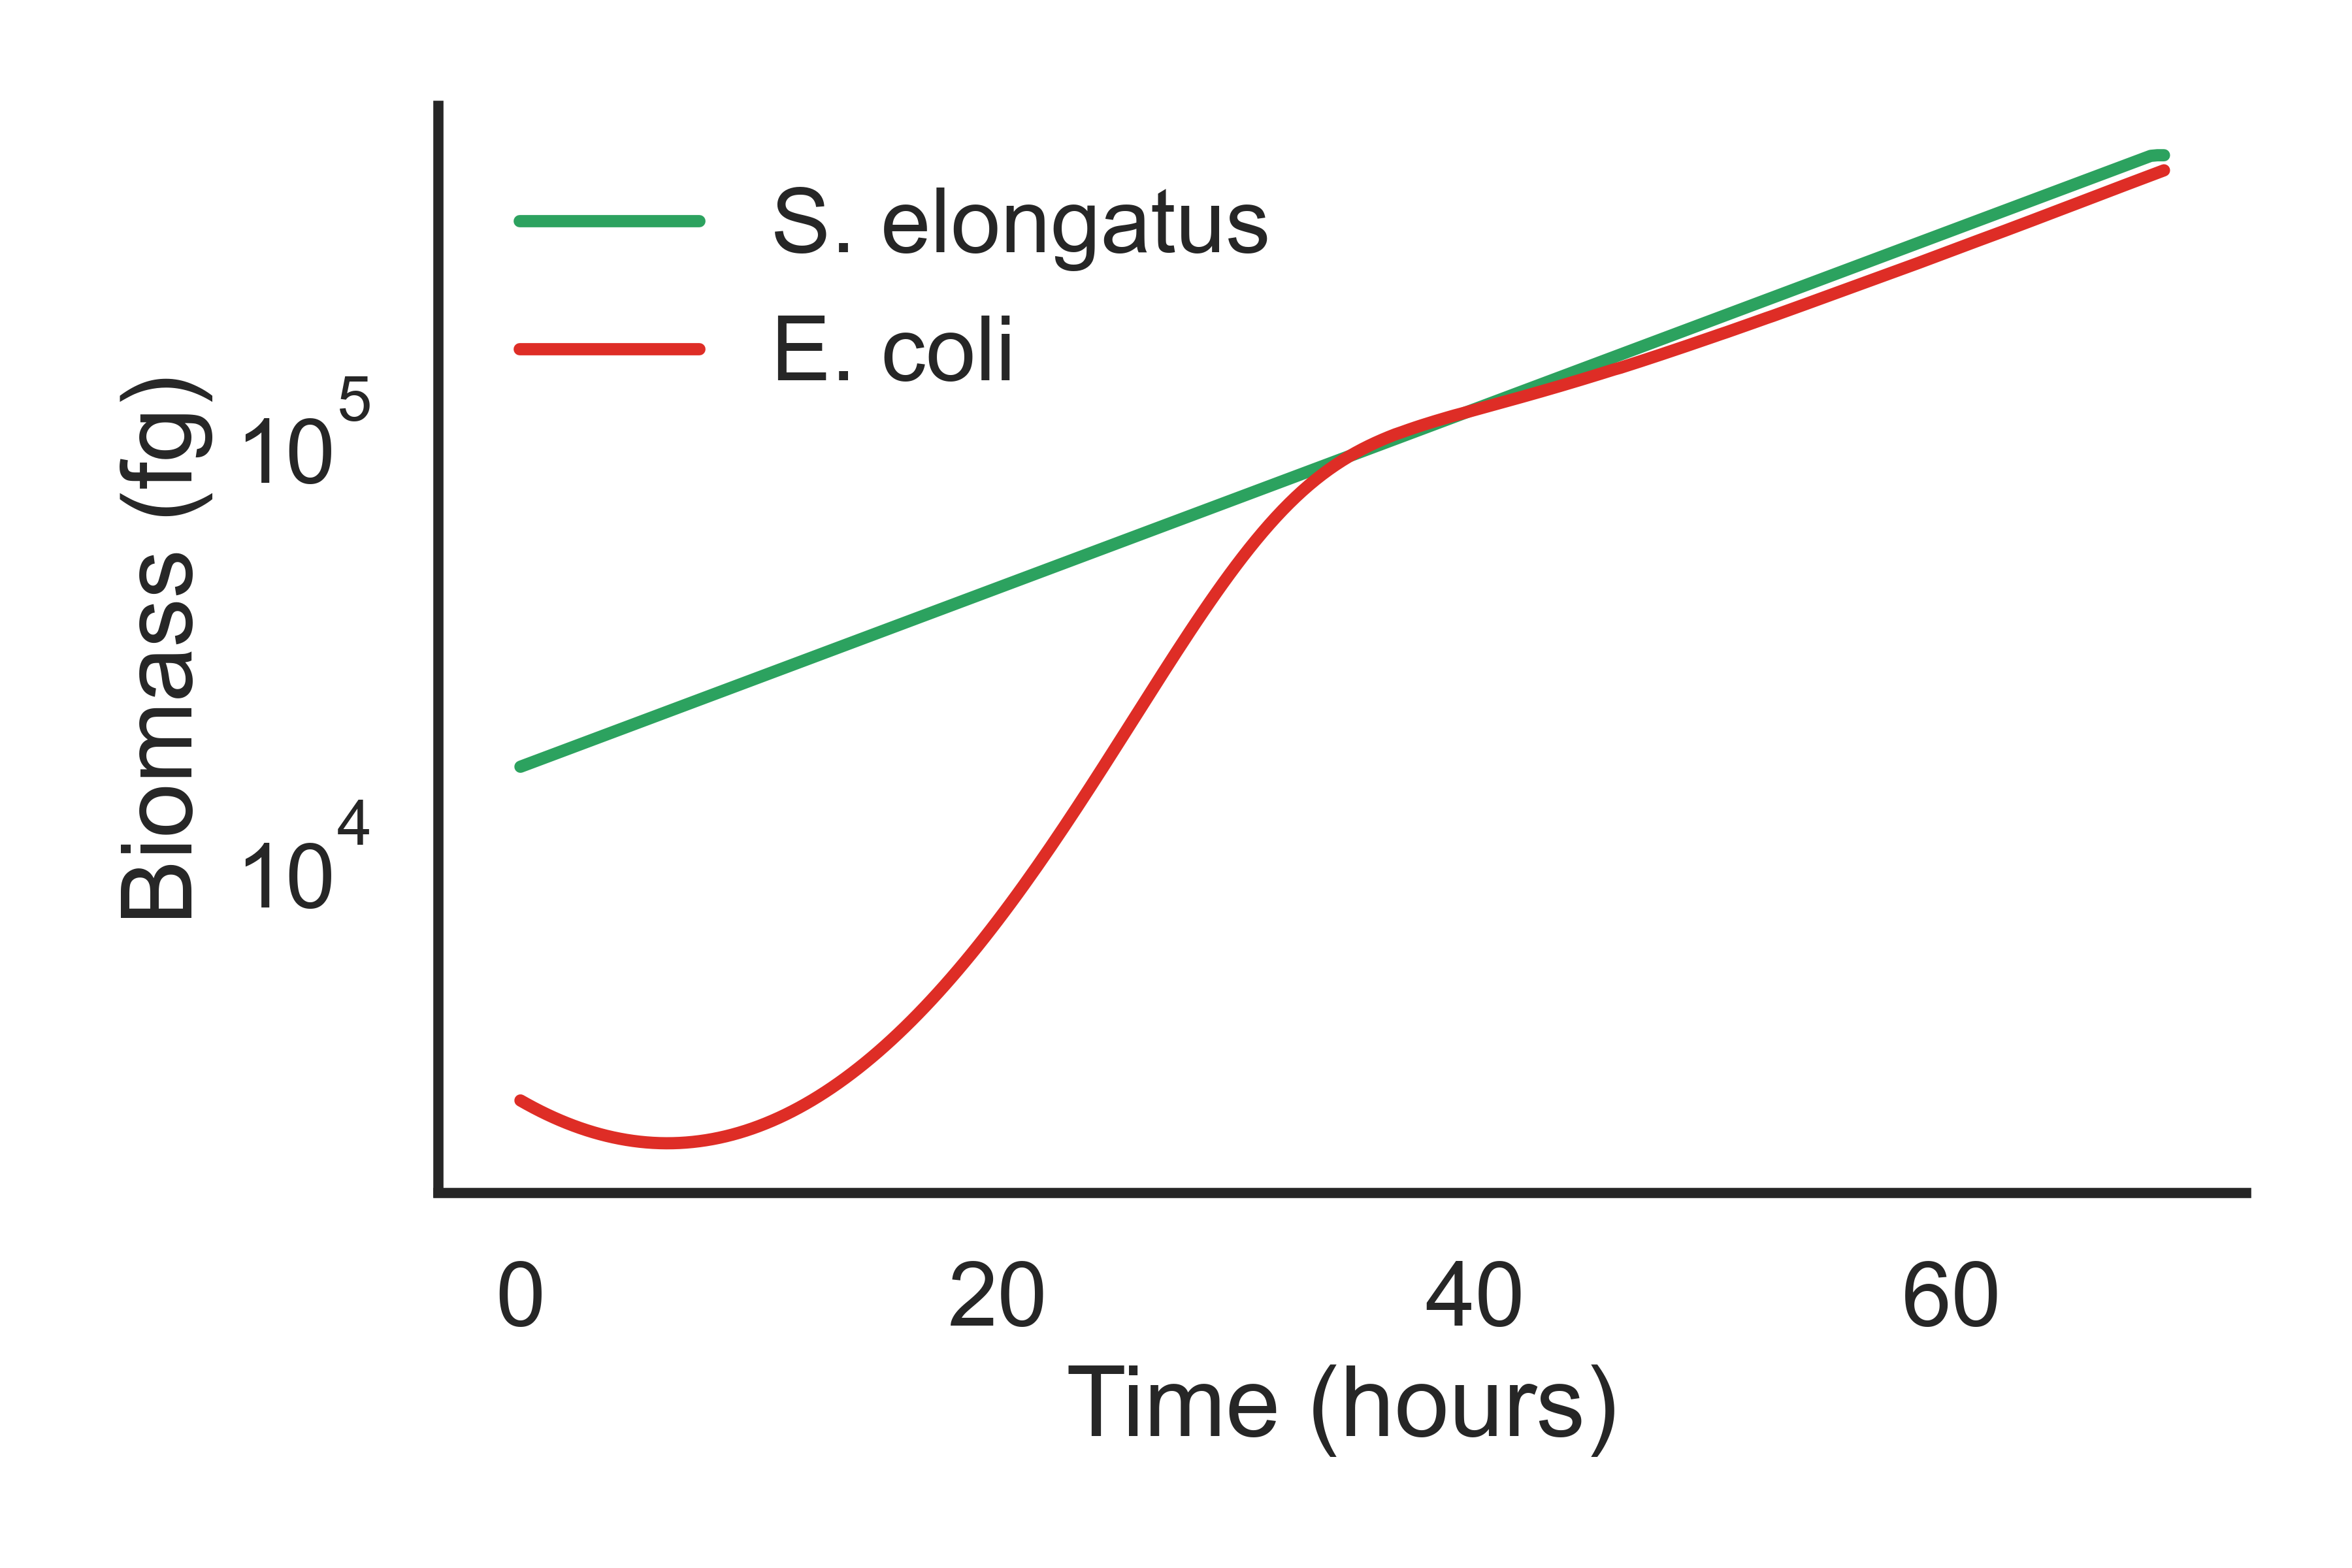 S. elongatus
E. coli
Biomass (fg)
10^5
10^4
0 20 40 60
Time (hours)